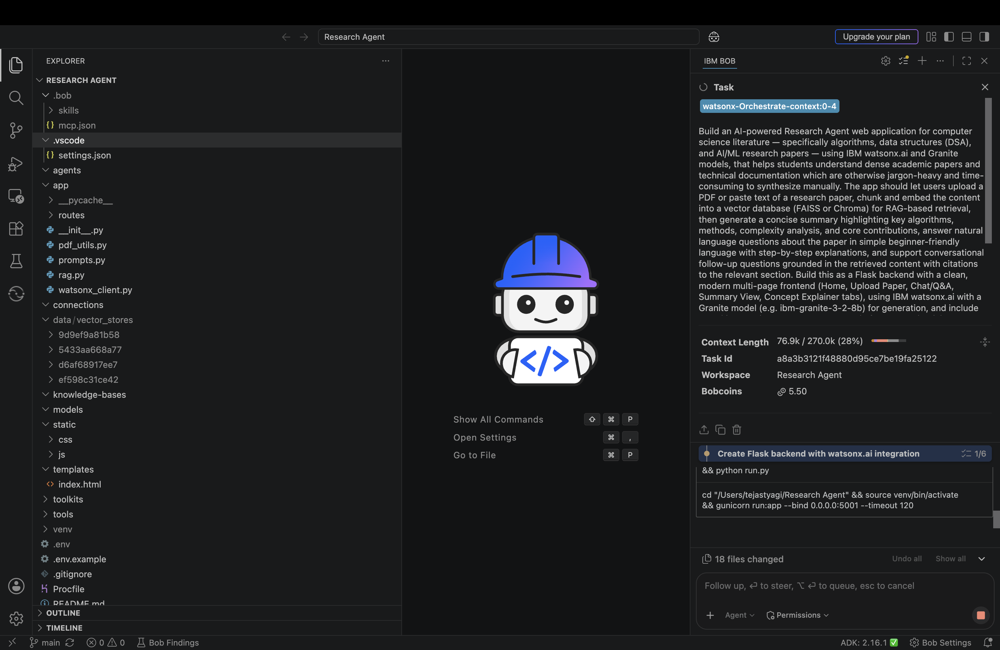 Research Agent
Upgrade your plan
EXPLORER
RESEARCH AGENT
.bob
skills
{} mcp.json
.vscode
{} settings.json
agents
app
__pycache__
routes
__init__.py
pdf_utils.py
prompts.py
rag.py
watsonx_client.py
connections
data/vector_stores
9d9ef9a81b58
5433aa668a77
d6af68917ee7
ef598c31ce42
knowledge-bases
models
static
css
js
templates
<> index.html
toolkits
tools
venv
.env
.env.example
.gitignore
Procfile
README.md
OUTLINE
TIMELINE
</>
Show All Commands ⇧ ⌘ P
Open Settings ⌘ ,
Go to File ⌘ P
IBM BOB
Task
watsonx-Orchestrate-context:0-4
Build an AI-powered Research Agent web application for computer
science literature — specifically algorithms, data structures (DSA),
and AI/ML research papers — using IBM watsonx.ai and Granite
models, that helps students understand dense academic papers and
technical documentation which are otherwise jargon-heavy and time-
consuming to synthesize manually. The app should let users upload a
PDF or paste text of a research paper, chunk and embed the content
into a vector database (FAISS or Chroma) for RAG-based retrieval,
then generate a concise summary highlighting key algorithms,
methods, complexity analysis, and core contributions, answer natural
language questions about the paper in simple beginner-friendly
language with step-by-step explanations, and support conversational
follow-up questions grounded in the retrieved content with citations
to the relevant section. Build this as a Flask backend with a clean,
modern multi-page frontend (Home, Upload Paper, Chat/Q&A,
Summary View, Concept Explainer tabs), using IBM watsonx.ai with a
Granite model (e.g. ibm-granite-3-2-8b) for generation, and include
Context Length 76.9k / 270.0k (28%)
Task Id a8a3b3121f48880d95ce7be19fa25122
Workspace Research Agent
Bobcoins 5.50
Create Flask backend with watsonx.ai integration 1/6
&& python run.py
cd "/Users/tejastyagi/Research Agent" && source venv/bin/activate
&& gunicorn run:app --bind 0.0.0.0:5001 --timeout 120
18 files changed Undo all Show all
Follow up, ↵ to steer, ⌥ ↵ to queue, esc to cancel
+ Agent Permissions
main 0 0 Bob Findings ADK: 2.16.1 ✅ Bob Settings